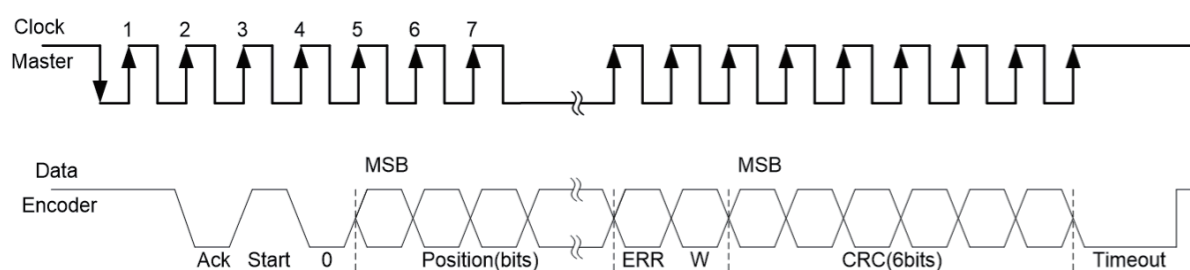 Clock
1 2 3 4 5 6 7
Master
MSB MSB
Data
Encoder
Ack Start 0 Position(bits) ERR W CRC(6bits) Timeout